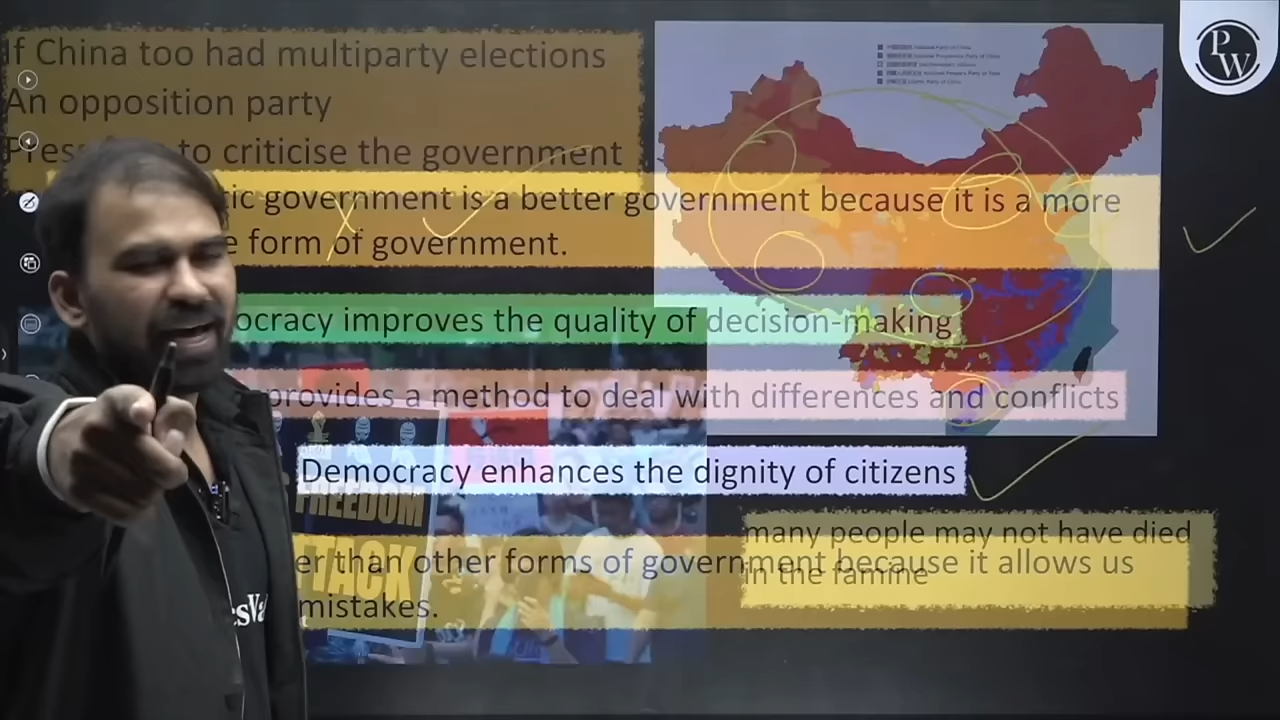 If China too had multiparty elections
An opposition party
to criticise the government
government is a better government because it is a more
form of government.
improves the quality of decision-making
provides a method to deal with differences and conflicts
Democracy enhances the dignity of citizens
many people may not have died
in the famine
than other forms of government because it allows us
mistakes.
FREEDOM
PW